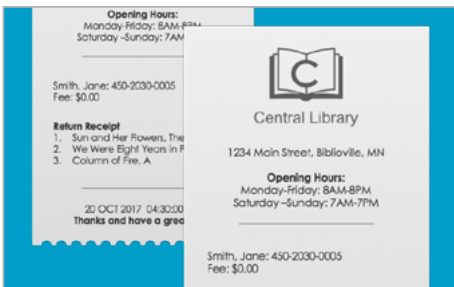 Opening Hours:
Monday-Friday: 8AM-8PM
Saturday –Sunday: 7AM
Smith, Jane: 450-2030-0005
Fee: $0.00
Return Receipt
1. Sun and Her Flowers, The
2. We Were Eight Years in P
3. Column of Fire, A
20 OCT 2017 04:30:00
Thanks and have a grea
C
Central Library
1234 Main Street, Biblioville, MN
Opening Hours:
Monday-Friday: 8AM-8PM
Saturday –Sunday: 7AM-7PM
Smith, Jane: 450-2030-0005
Fee: $0.00